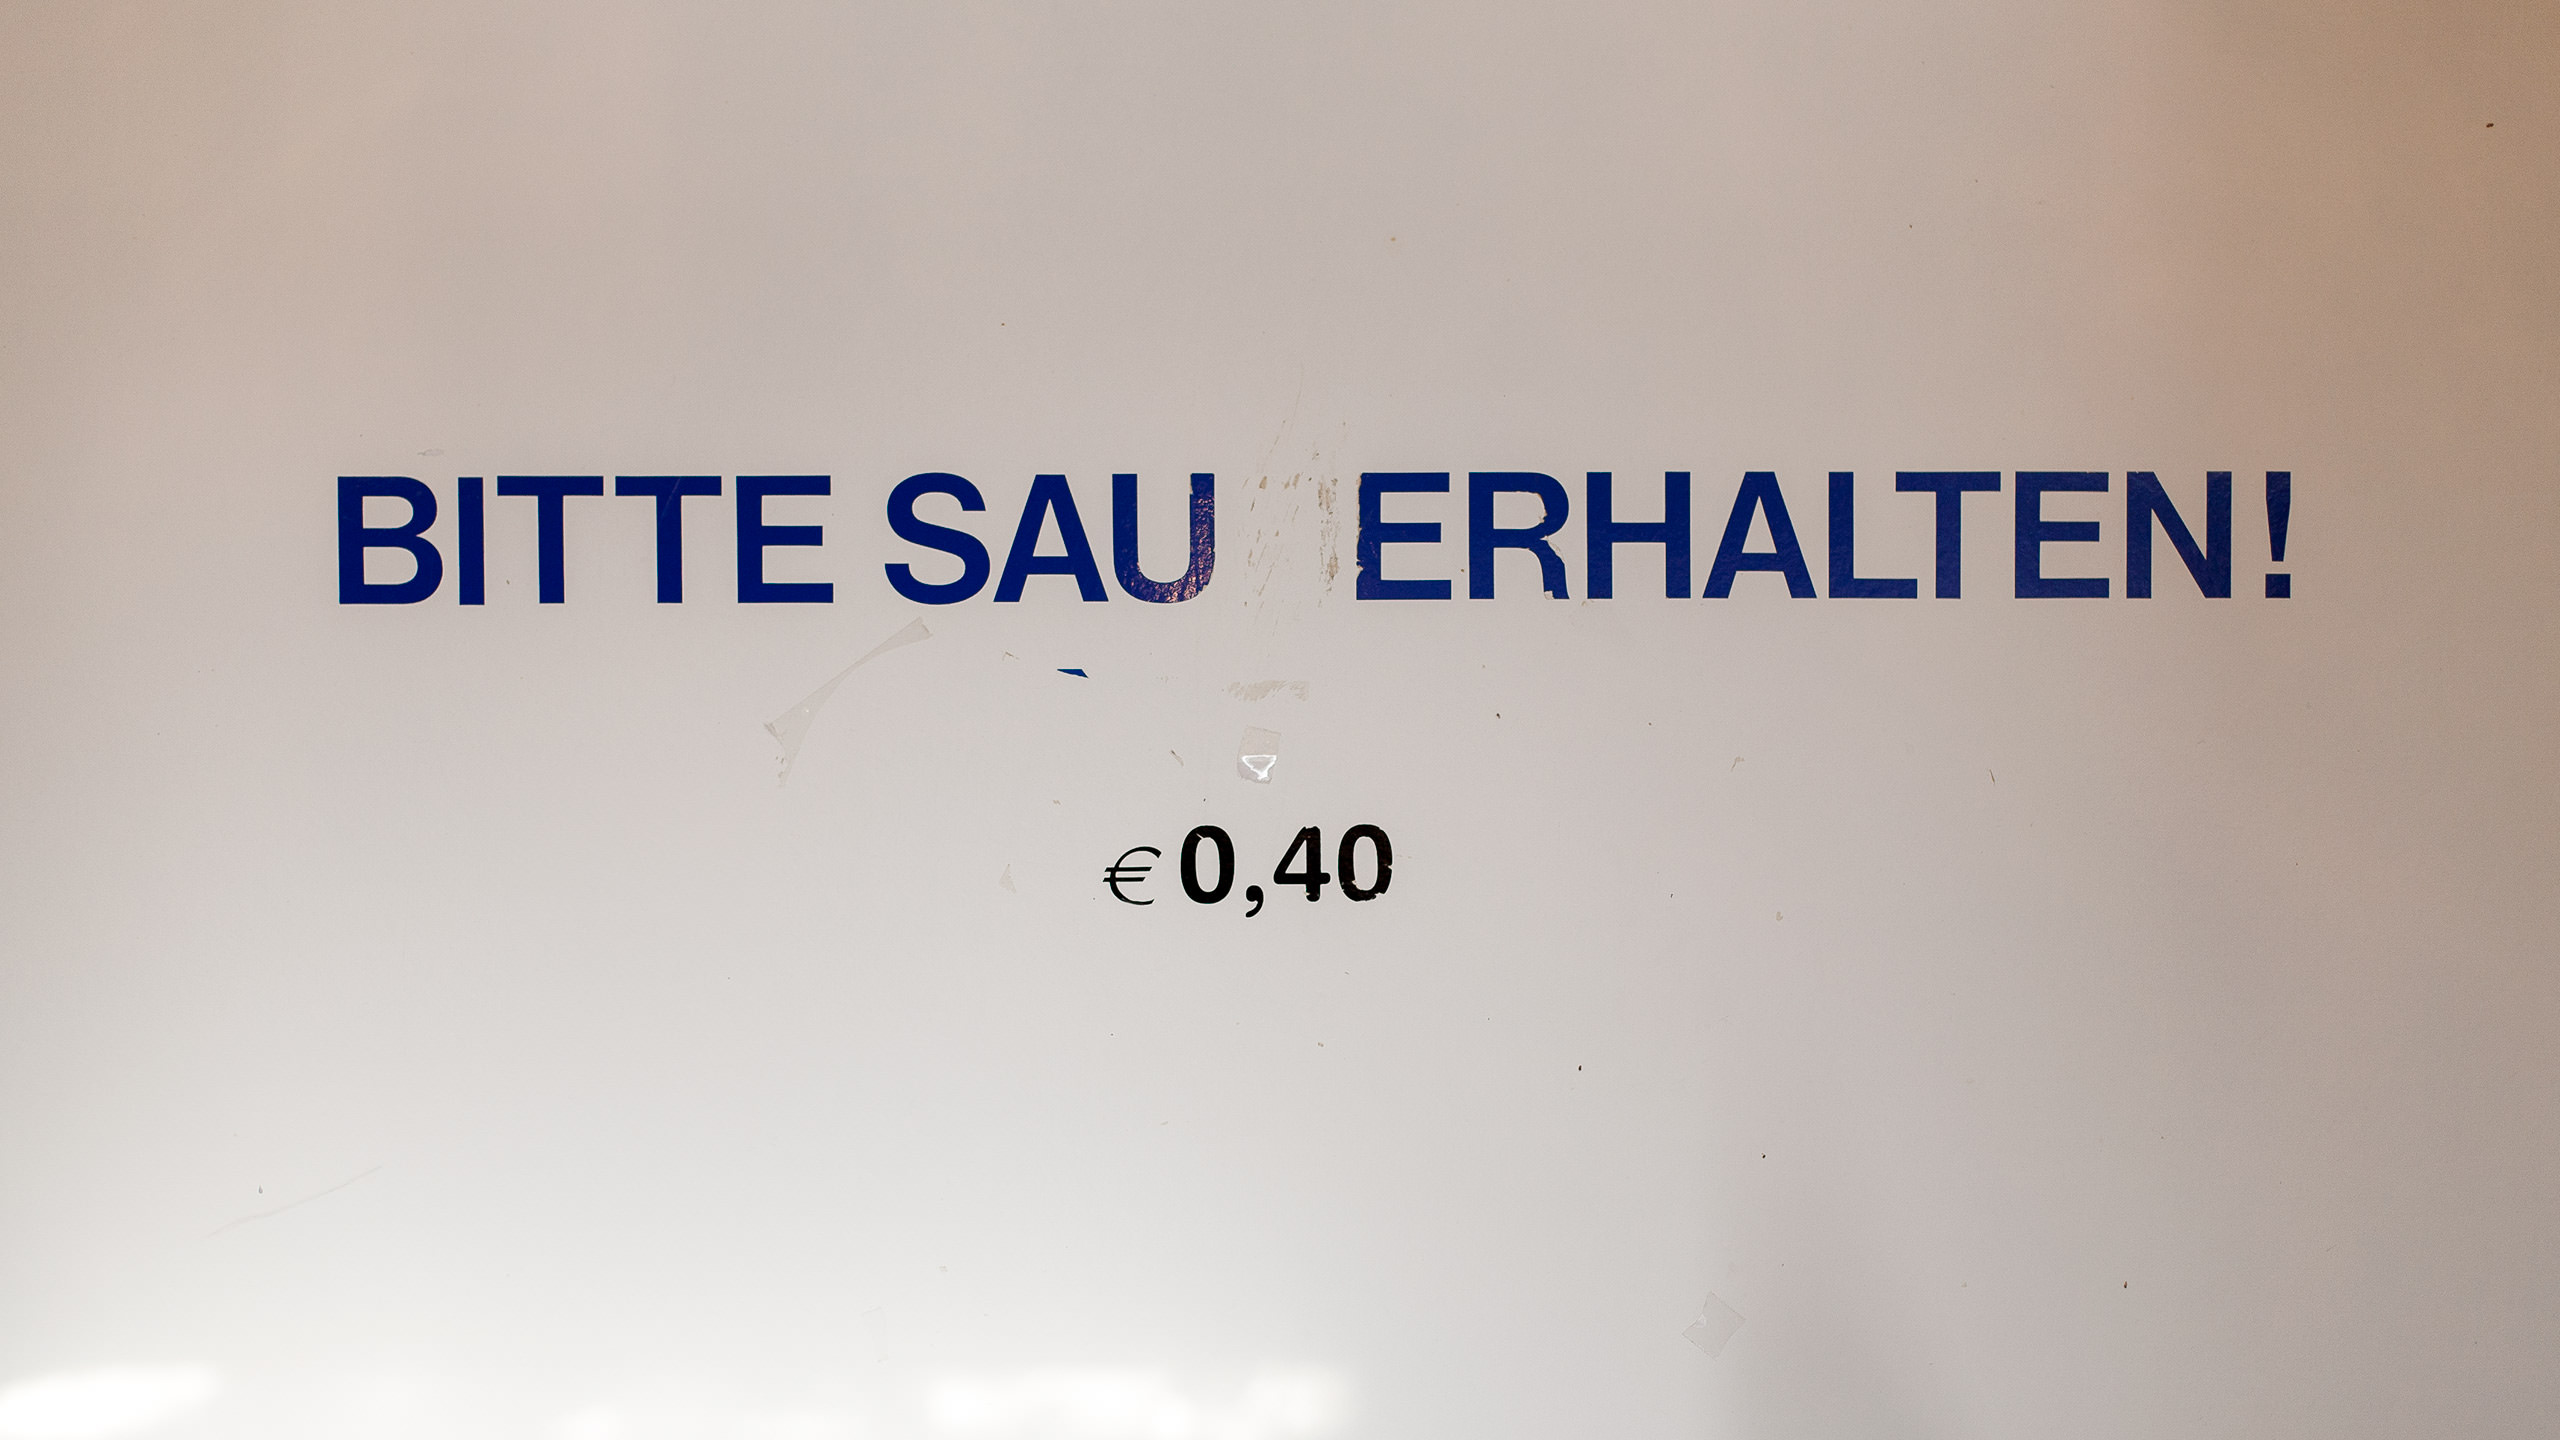 BITTE SAU ERHALTEN!
€ 0,40